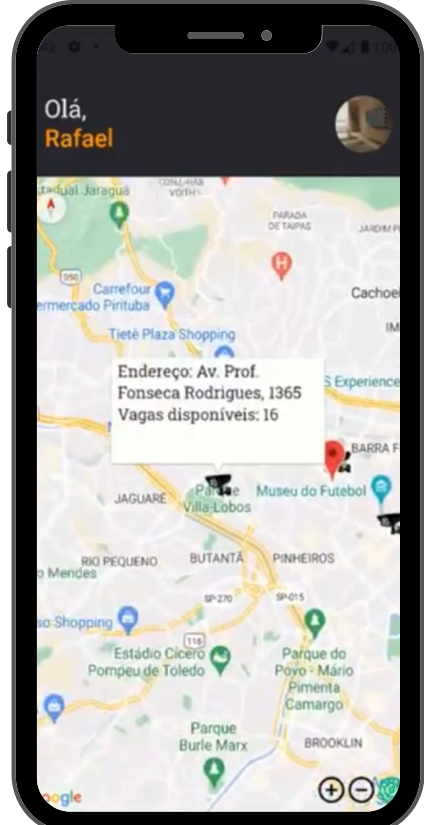 Olá,
Rafael
tadual Jaraguá
VOITH
PARADA
DE TAIPAS
JARDIM P
050
Carrefour
ermercado Pirituba
Cachoe
IM
Tietê Plaza Shopping
Endereço: Av. Prof.
Fonseca Rodrigues, 1365
Vagas disponíveis: 16
S Experience
BARRA F
JAGUARÉ
Parque
Villa-Lobos
Museu do Futebol
RIO PEQUENO
BUTANTÃ
PINHEIROS
o Mendes
SP-270
SP-015
so Shopping
116
Estádio Cícero
Pompeu de Toledo
Parque do
Povo - Mário
Pimenta
Camargo
Parque
Burle Marx
BROOKLIN
ogle